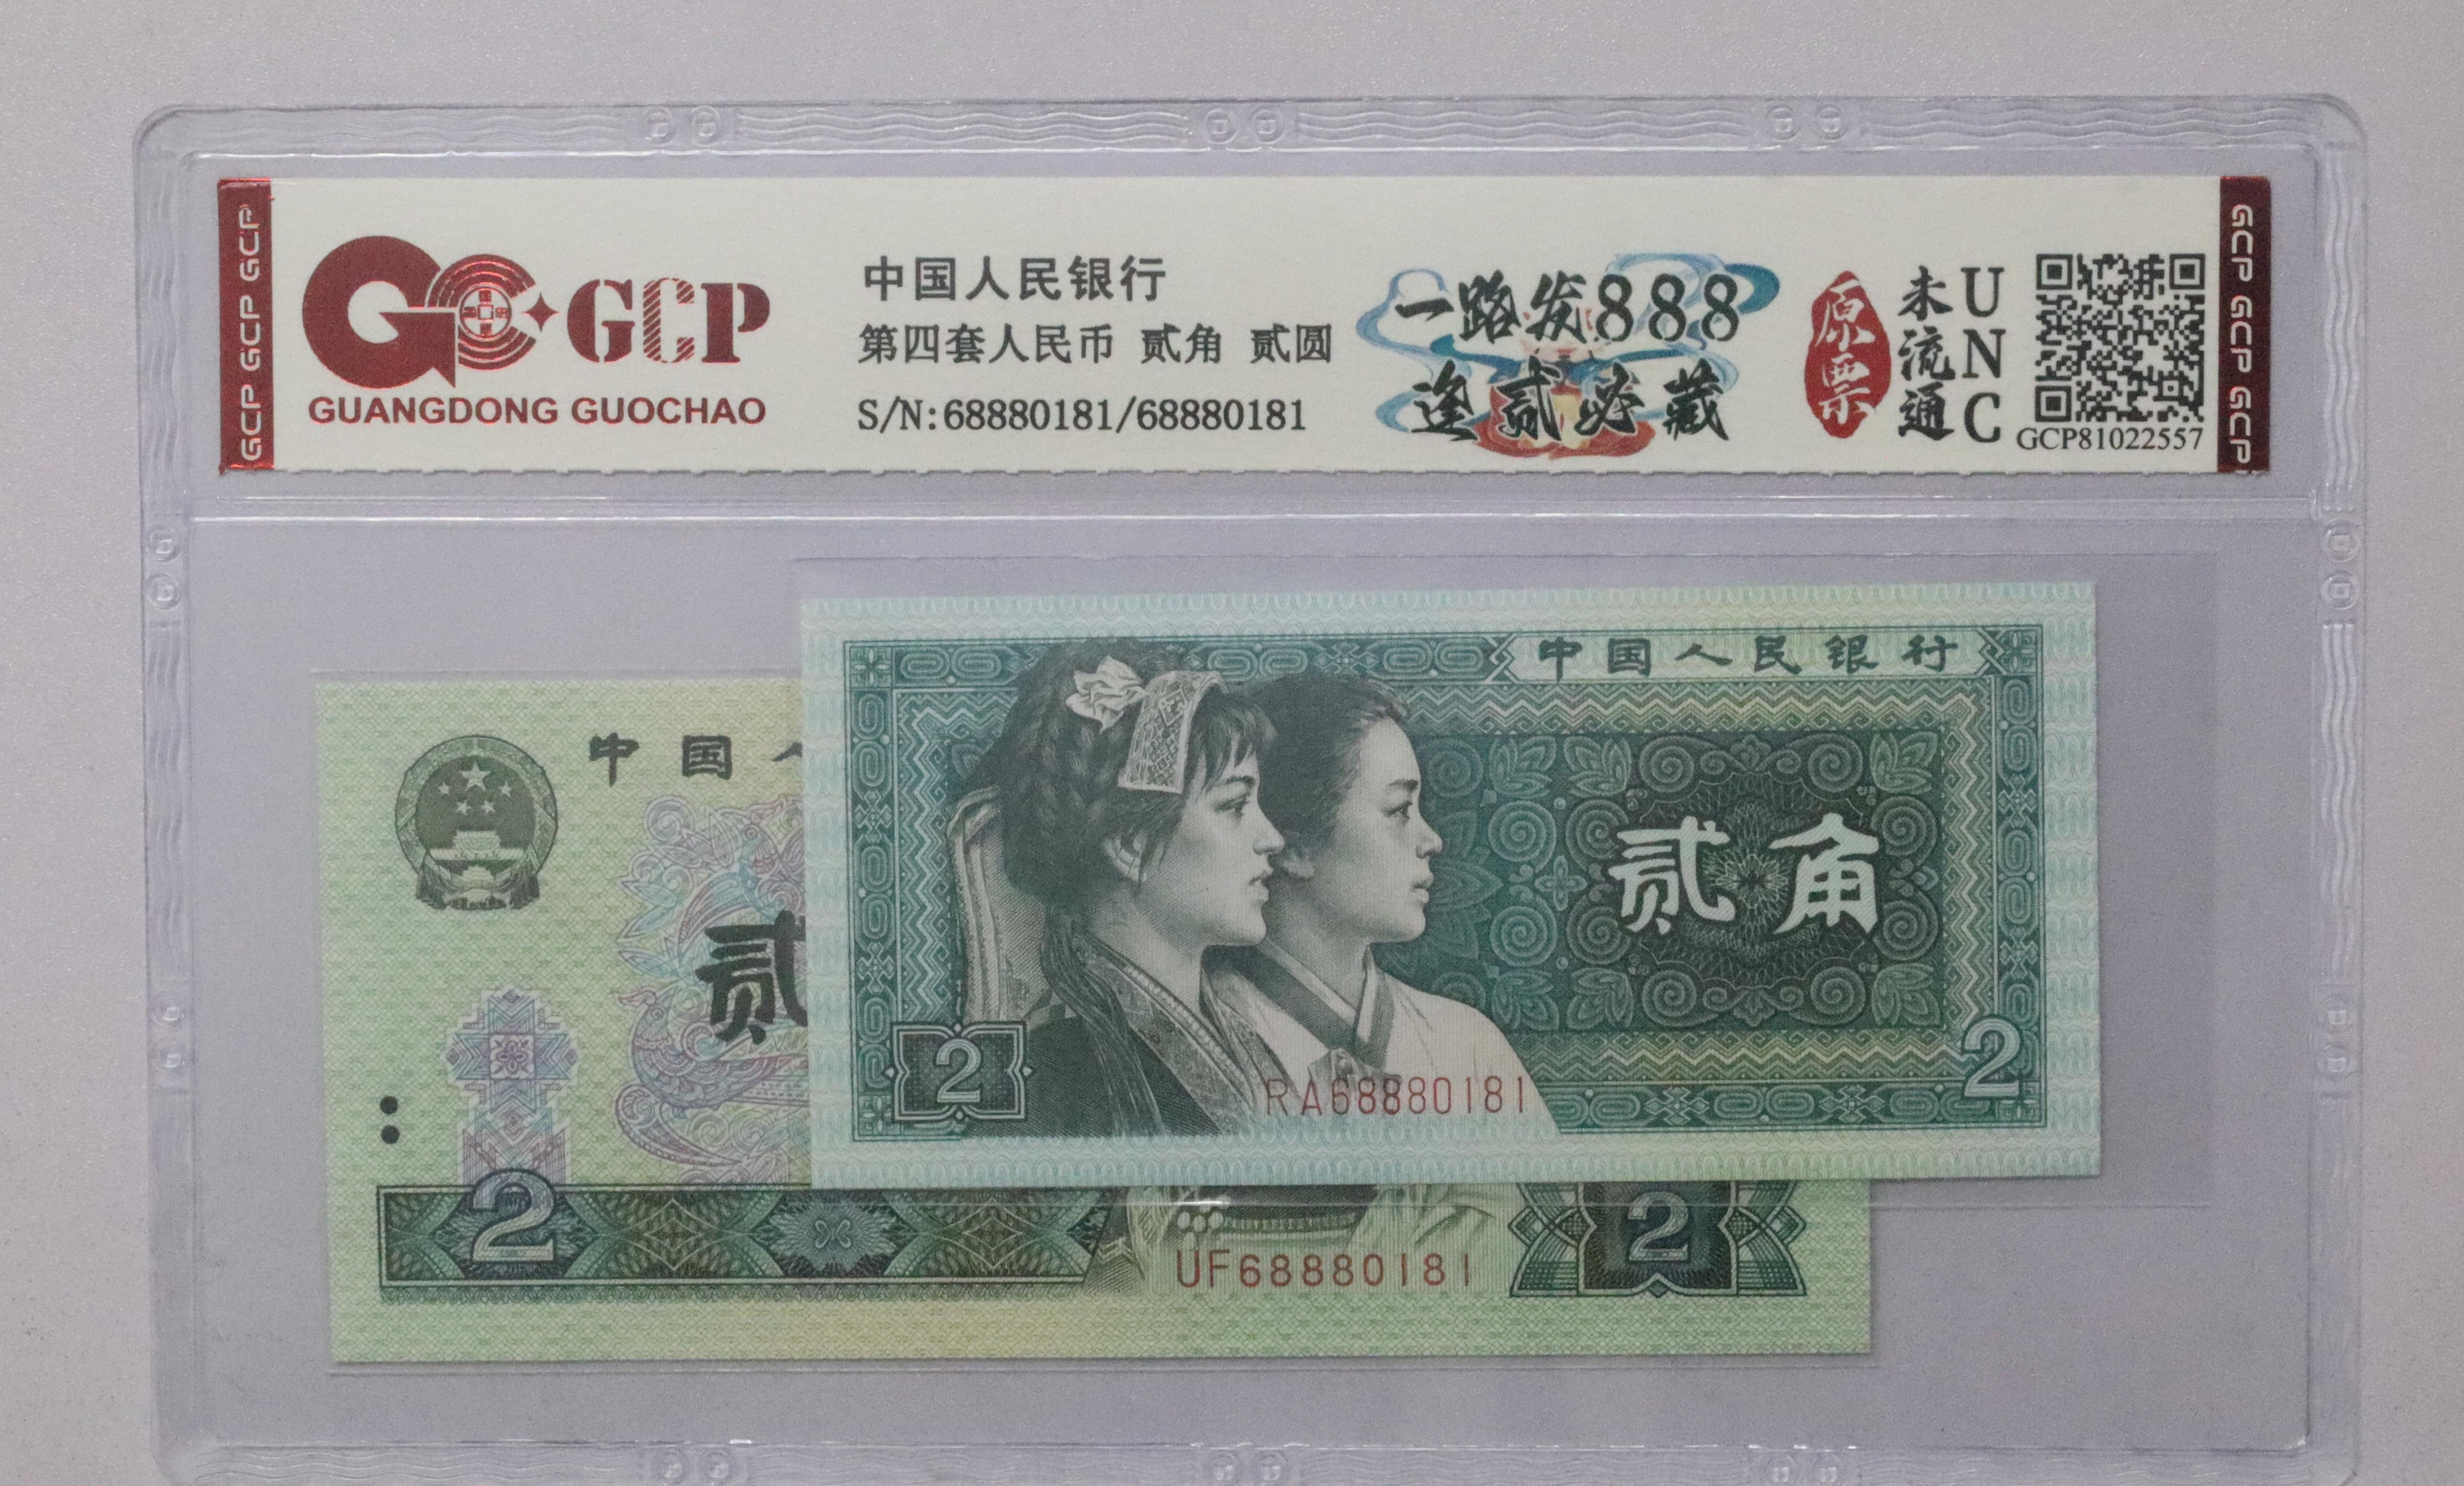 GCP GCP GCP GCP
GCP
GUANGDONG GUOCHAO
中国人民银行
第四套人民币 贰角 贰圆
S/N:68880181/68880181
一路发888
逢贰必藏
原票
未流通
UNC
GCP81022557
GCP GCP GCP GCP
中国人民银行
贰角
2
2
RA68880181
中国人
贰
2
2
UF68880181